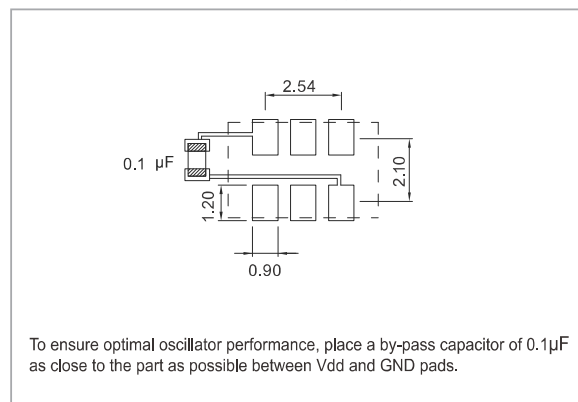 2.54
0.1 µF
2.10
1.20
0.90
To ensure optimal oscillator performance, place a by-pass capacitor of 0.1µF
as close to the part as possible between Vdd and GND pads.